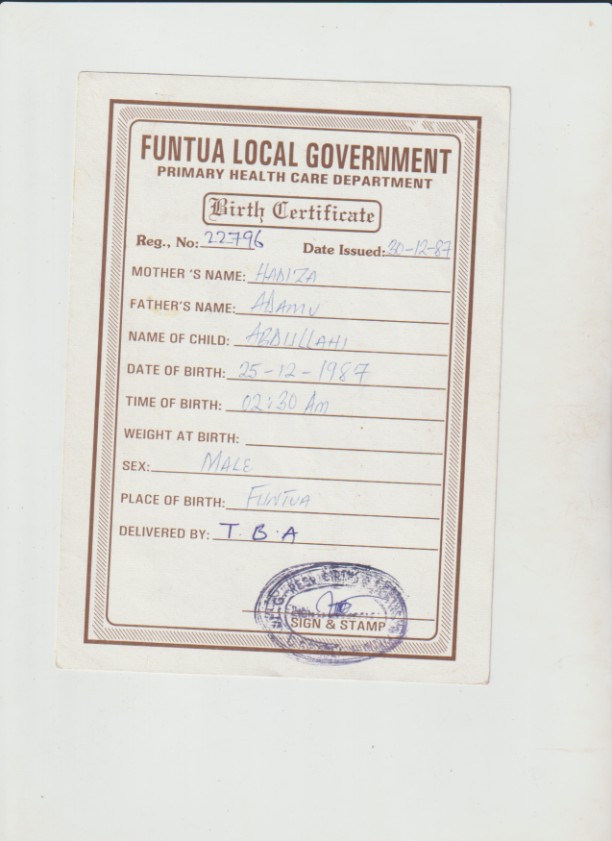 FUNTUA LOCAL GOVERNMENT
PRIMARY HEALTH CARE DEPARTMENT
Birth Certificate
Reg., No: 22796 Date Issued: 30-12-87
MOTHER'S NAME: HADIZA
FATHER'S NAME: ADAMU
NAME OF CHILD: ABDULLAHI
DATE OF BIRTH: 25-12-1987
TIME OF BIRTH: 02:30 Am
WEIGHT AT BIRTH:
SEX: MALE
PLACE OF BIRTH: FUNTUA
DELIVERED BY: T.B.A
SIGN & STAMP